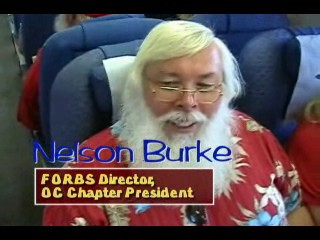 Nelson Burke
FORBS Director,
OC Chapter President